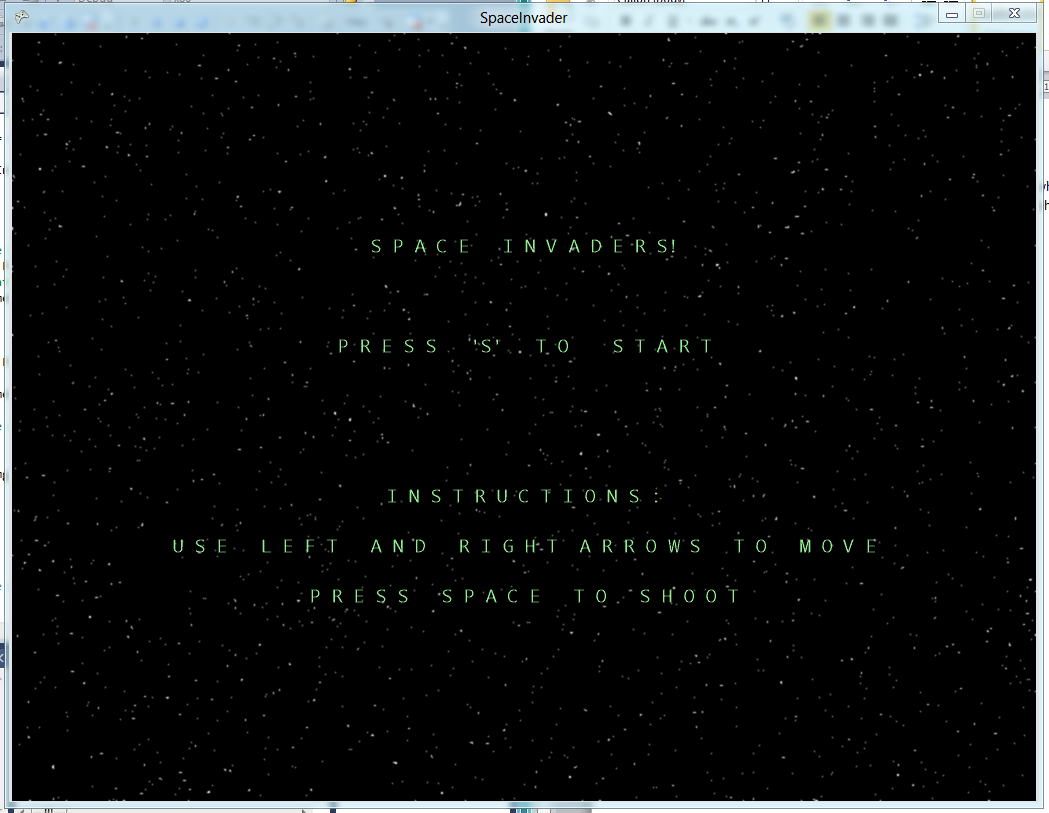 SpaceInvader
SPACE INVADERS!
PRESS 'S' TO START
INSTRUCTIONS:
USE LEFT AND RIGHT ARROWS TO MOVE
PRESS SPACE TO SHOOT